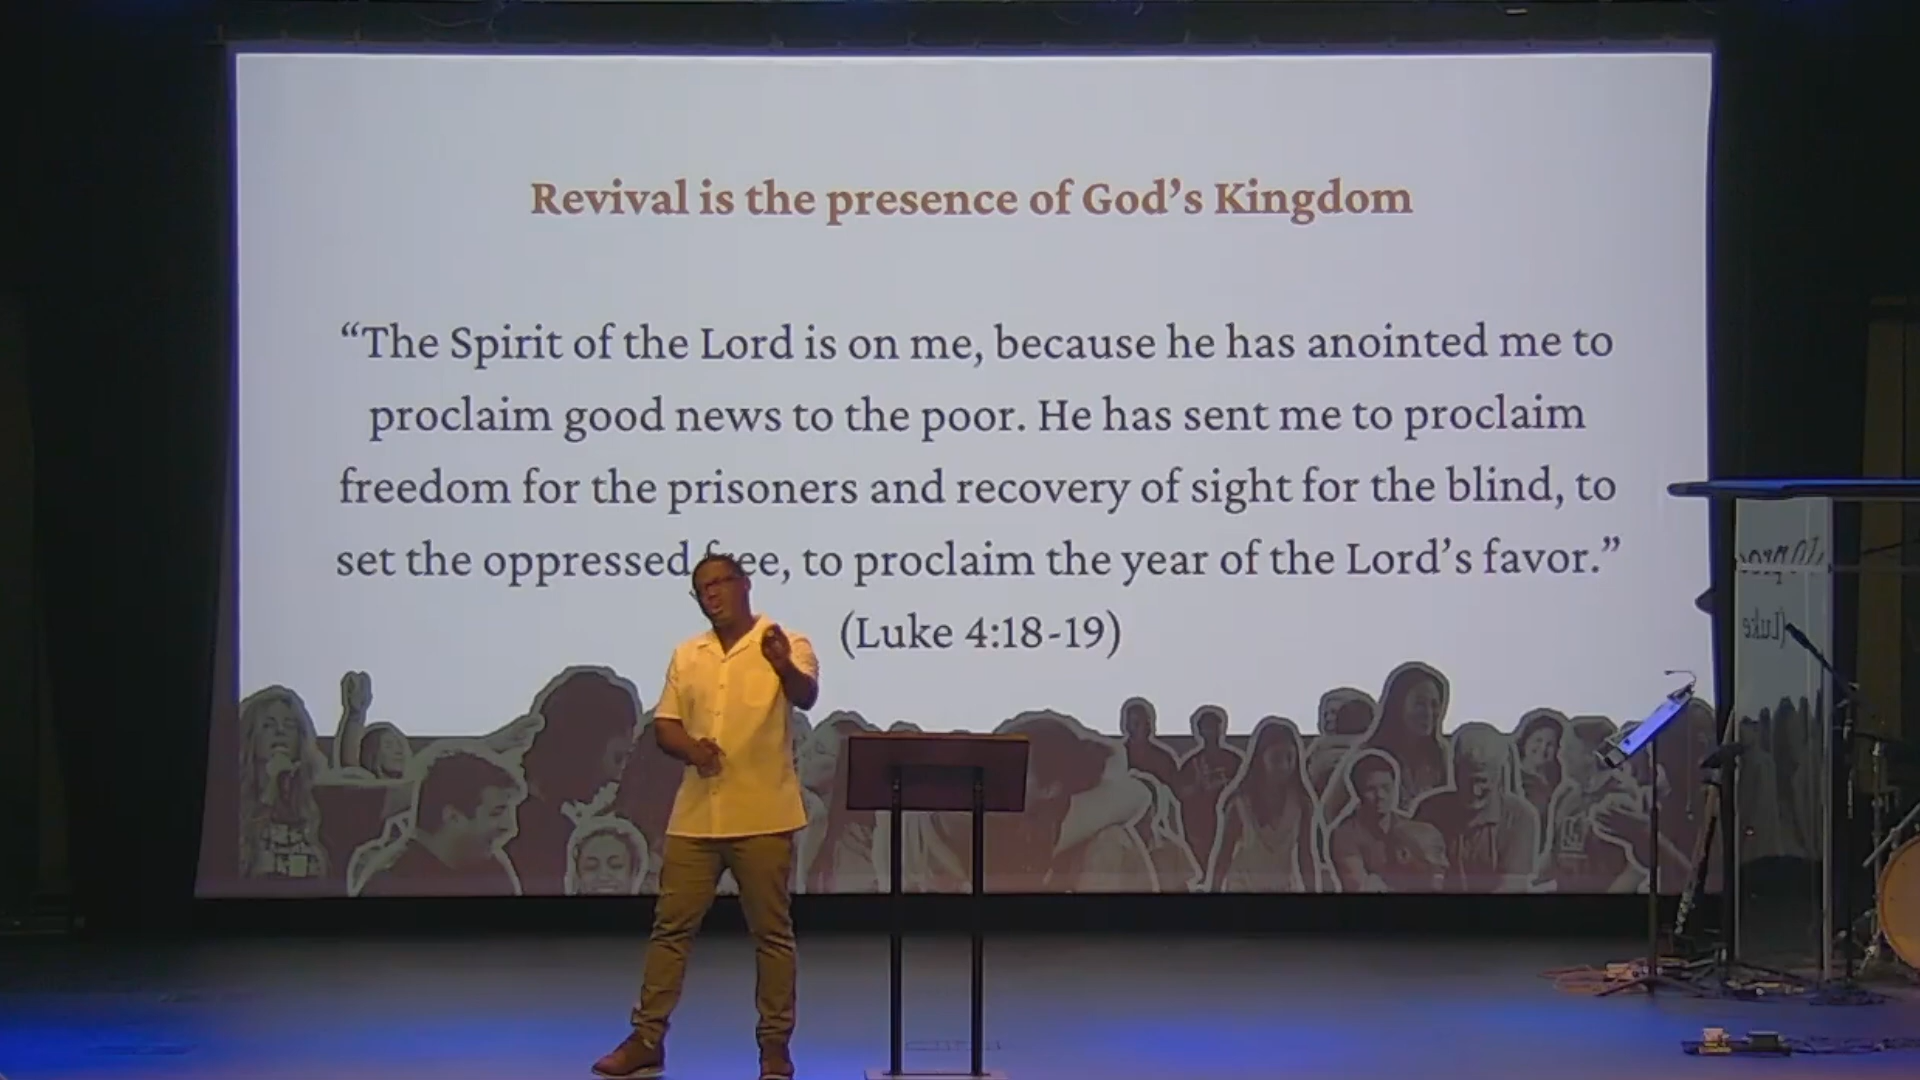 Revival is the presence of God’s Kingdom
“The Spirit of the Lord is on me, because he has anointed me to
proclaim good news to the poor. He has sent me to proclaim
freedom for the prisoners and recovery of sight for the blind, to
set the oppressed free, to proclaim the year of the Lord’s favor.”
(Luke 4:18-19)